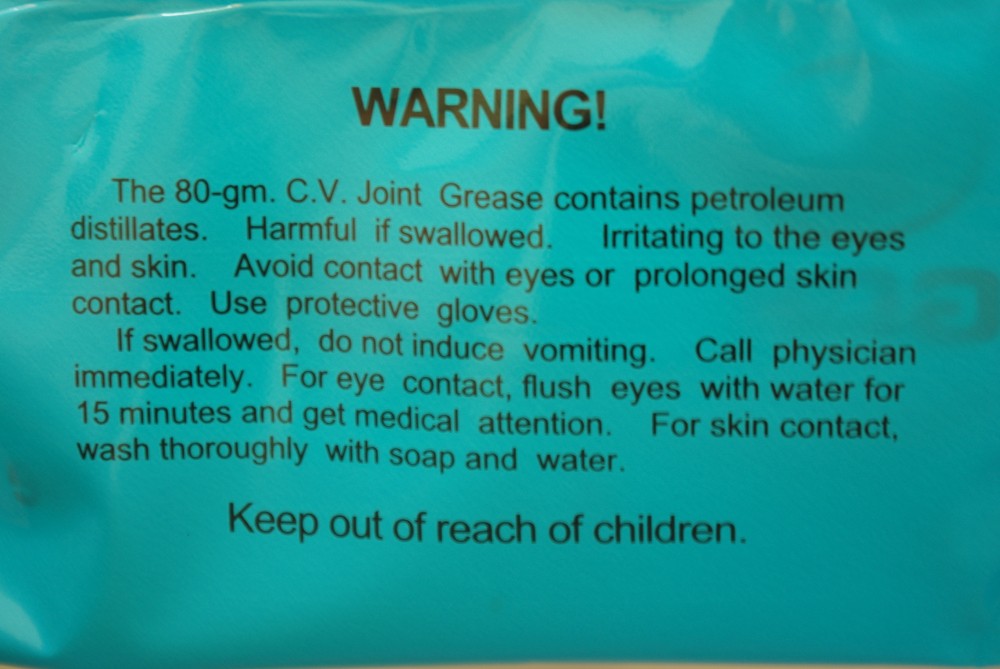 WARNING!
The 80-gm. C.V. Joint Grease contains petroleum
distillates. Harmful if swallowed. Irritating to the eyes
and skin. Avoid contact with eyes or prolonged skin
contact. Use protective gloves.
If swallowed, do not induce vomiting. Call physician
immediately. For eye contact, flush eyes with water for
15 minutes and get medical attention. For skin contact,
wash thoroughly with soap and water.
Keep out of reach of children.